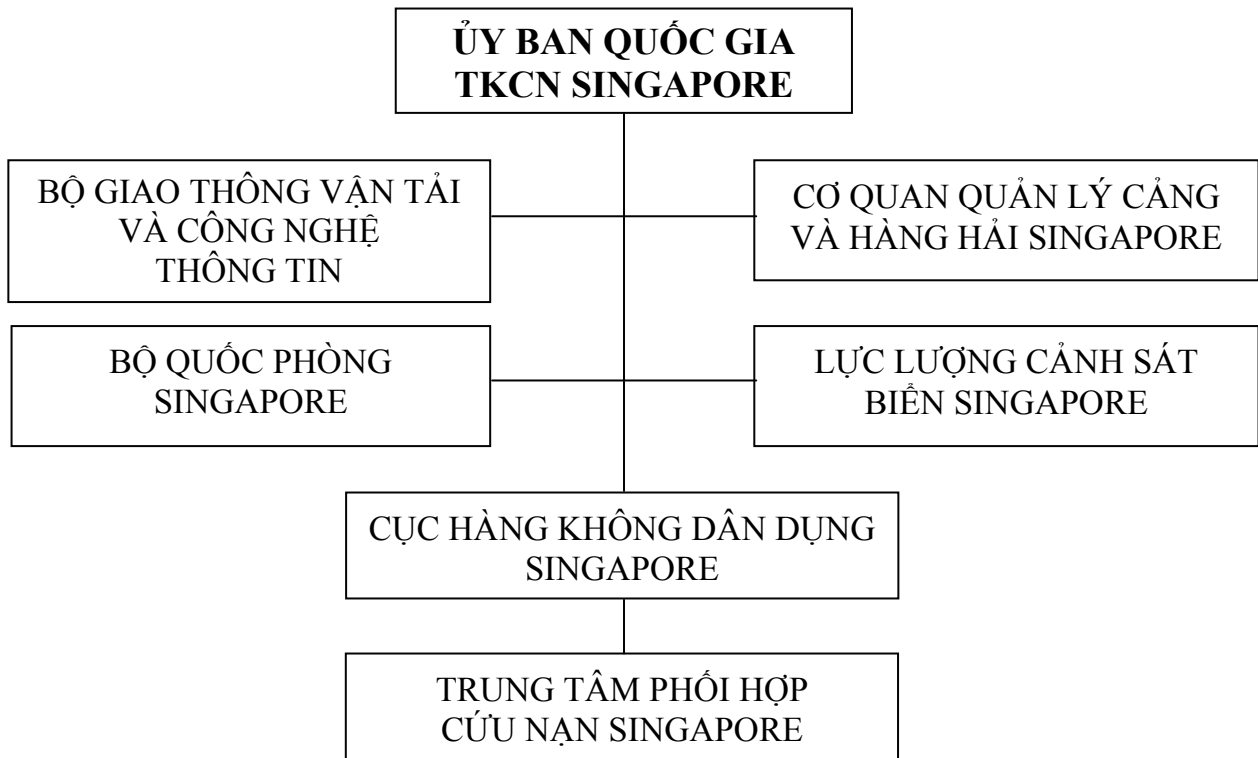 ỦY BAN QUỐC GIA
TKCN SINGAPORE
BỘ GIAO THÔNG VẬN TẢI
VÀ CÔNG NGHỆ
THÔNG TIN
CƠ QUAN QUẢN LÝ CẢNG
VÀ HÀNG HẢI SINGAPORE
BỘ QUỐC PHÒNG
SINGAPORE
LỰC LƯỢNG CẢNH SÁT
BIỂN SINGAPORE
CỤC HÀNG KHÔNG DÂN DỤNG
SINGAPORE
TRUNG TÂM PHỐI HỢP
CỨU NẠN SINGAPORE